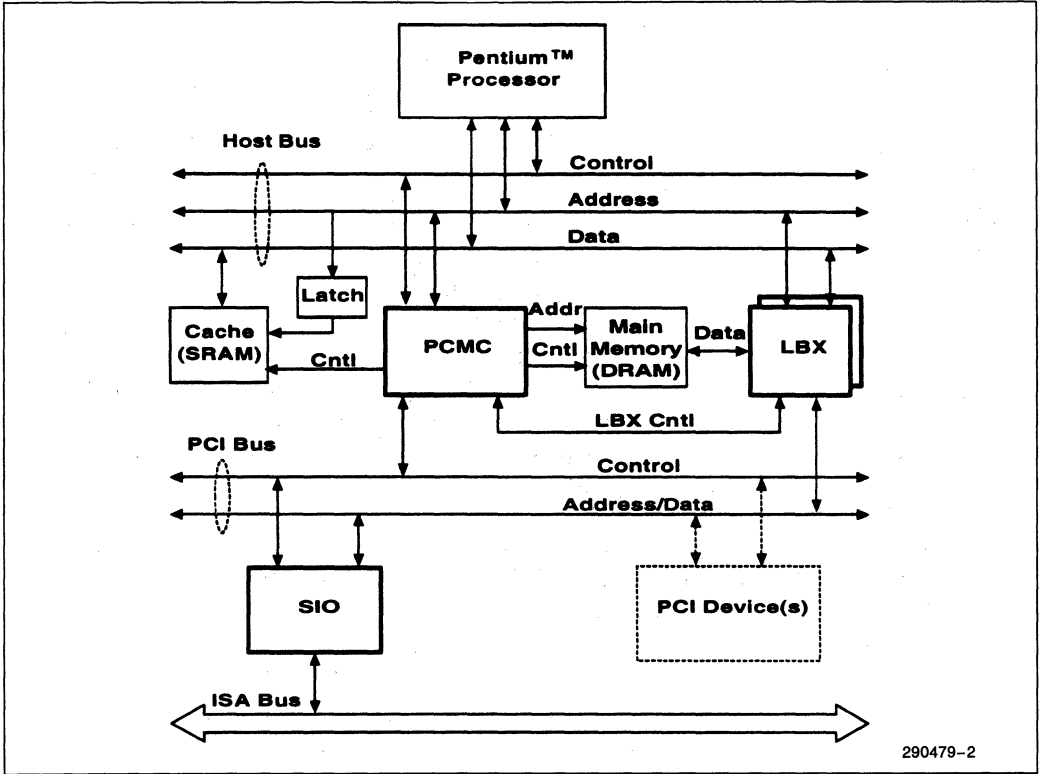 Pentium™
Processor
Host Bus
Control
Address
Data
Latch
Cache
(SRAM)
Cntl
PCMC
Addr
Cntl
Main
Memory
(DRAM)
Data
LBX
LBX Cntl
PCI Bus
Control
Address/Data
SIO
PCI Device(s)
ISA Bus
290479-2